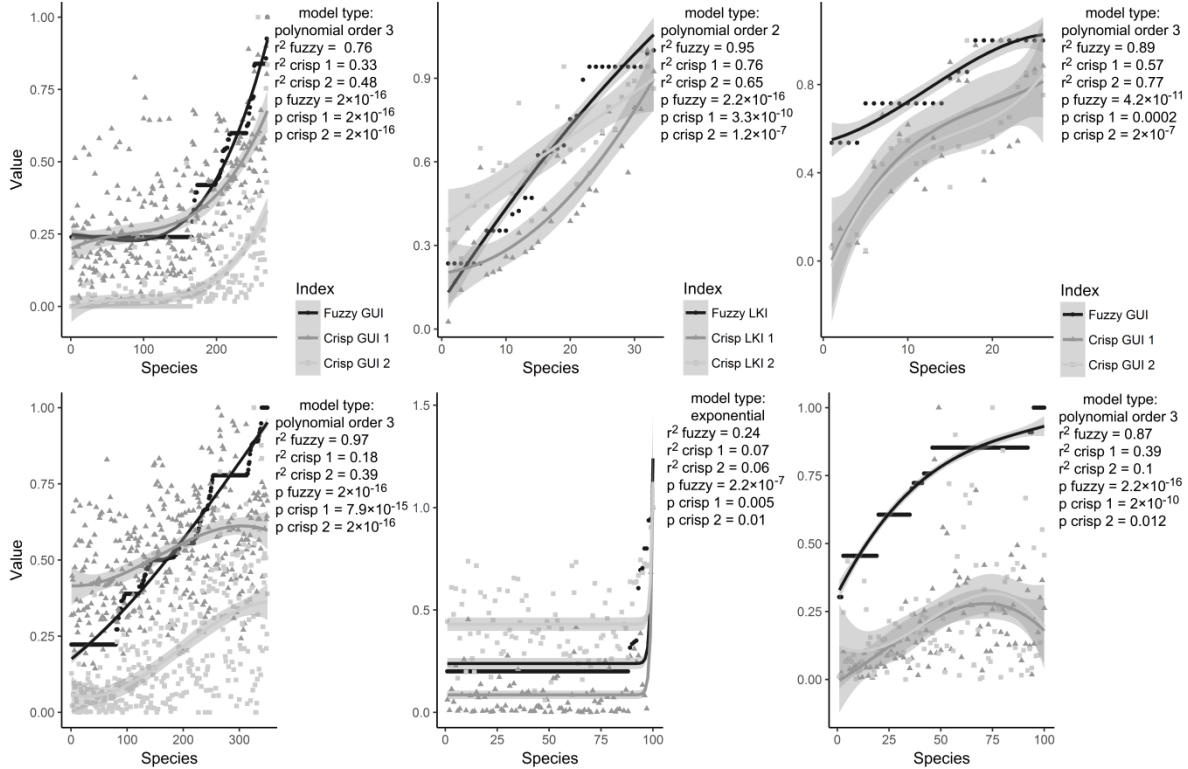 model type:
polynomial order 3
r² fuzzy = 0.76
r² crisp 1 = 0.33
r² crisp 2 = 0.48
p fuzzy = 2×10⁻¹⁶
p crisp 1 = 2×10⁻¹⁶
p crisp 2 = 2×10⁻¹⁶
1.00
0.75
0.50
0.25
0.00
Value
0
100
200
Species
Index
Fuzzy GUI
Crisp GUI 1
Crisp GUI 2
model type:
polynomial order 2
r² fuzzy = 0.95
r² crisp 1 = 0.76
r² crisp 2 = 0.65
p fuzzy = 2.2×10⁻¹⁶
p crisp 1 = 3.3×10⁻¹⁰
p crisp 2 = 1.2×10⁻⁷
0.9
0.6
0.3
0.0
0
10
20
30
Species
Index
Fuzzy LKI
Crisp LKI 1
Crisp LKI 2
model type:
polynomial order 3
r² fuzzy = 0.89
r² crisp 1 = 0.57
r² crisp 2 = 0.77
p fuzzy = 4.2×10⁻¹¹
p crisp 1 = 0.0002
p crisp 2 = 2×10⁻⁷
0.8
0.4
0.0
0
10
20
Species
Index
Fuzzy GUI
Crisp GUI 1
Crisp GUI 2
model type:
polynomial order 3
r² fuzzy = 0.97
r² crisp 1 = 0.18
r² crisp 2 = 0.39
p fuzzy = 2×10⁻¹⁶
p crisp 1 = 7.9×10⁻¹⁵
p crisp 2 = 2×10⁻¹⁶
1.00
0.75
0.50
0.25
0.00
Value
0
100
200
300
Species
model type:
exponential
r² fuzzy = 0.24
r² crisp 1 = 0.07
r² crisp 2 = 0.06
p fuzzy = 2.2×10⁻⁷
p crisp 1 = 0.005
p crisp 2 = 0.01
1.5
1.0
0.5
0.0
0
25
50
75
100
Species
model type:
polynomial order 3
r² fuzzy = 0.87
r² crisp 1 = 0.39
r² crisp 2 = 0.1
p fuzzy = 2.2×10⁻¹⁶
p crisp 1 = 2×10⁻¹⁰
p crisp 2 = 0.012
1.00
0.75
0.50
0.25
0.00
0
25
50
75
100
Species